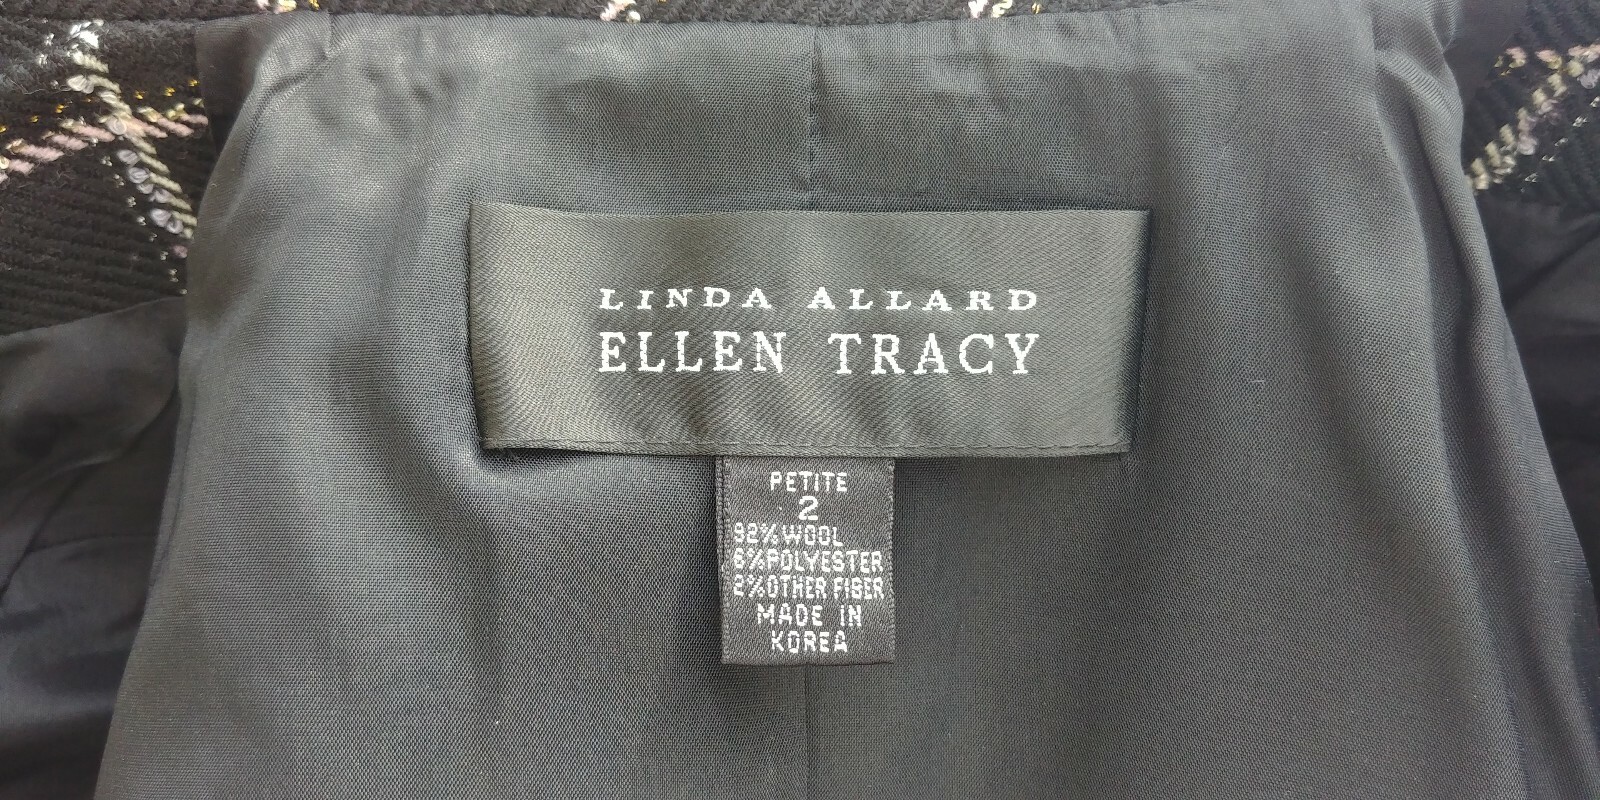 LINDA ALLARD
ELLEN TRACY
PETITE
2
92% WOOL
6% POLYESTER
2% OTHER FIBER
MADE IN
KOREA